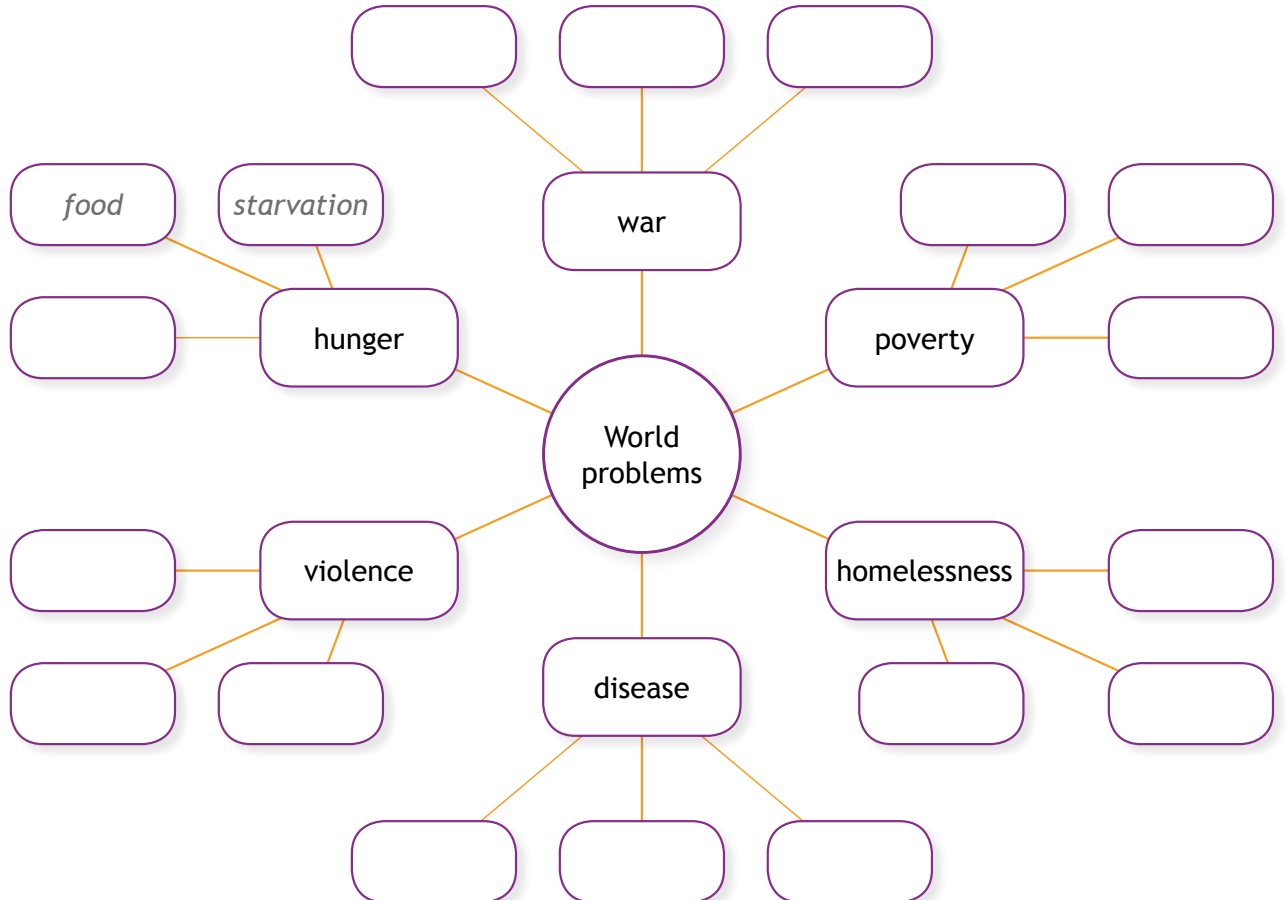 war
food
starvation
hunger
poverty
World
problems
violence
homelessness
disease